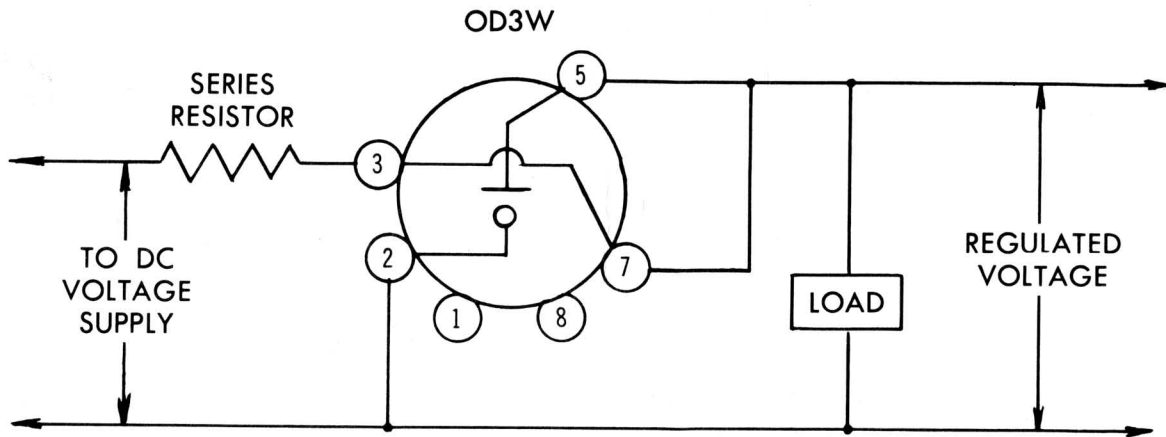 OD3W
SERIES
RESISTOR
5
3
2
7
1
8
TO DC
VOLTAGE
SUPPLY
LOAD
REGULATED
VOLTAGE